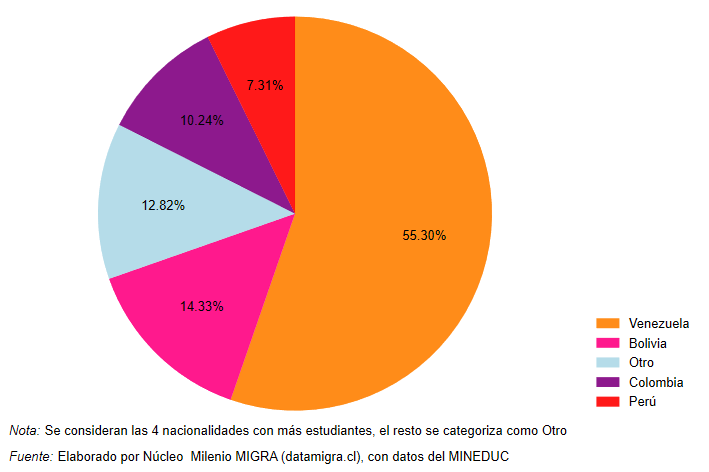 7.31%
10.24%
12.82%
55.30%
14.33%
Venezuela
Bolivia
Otro
Colombia
Perú
Nota: Se consideran las 4 nacionalidades con más estudiantes, el resto se categoriza como Otro
Fuente: Elaborado por Núcleo  Milenio MIGRA (datamigra.cl), con datos del MINEDUC